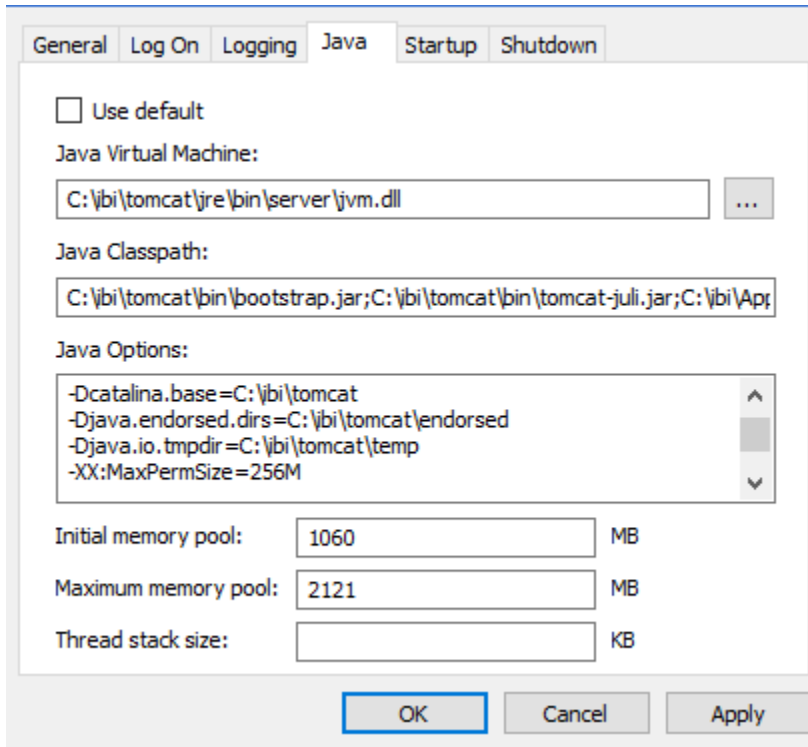 General Log On Logging Java Startup Shutdown
Use default
Java Virtual Machine:
C:\ibi\tomcat\jre\bin\server\jvm.dll ...
Java Classpath:
C:\ibi\tomcat\bin\bootstrap.jar;C:\ibi\tomcat\bin\tomcat-juli.jar;C:\ibi\App
Java Options:
-Dcatalina.base=C:\ibi\tomcat
-Djava.endorsed.dirs=C:\ibi\tomcat\endorsed
-Djava.io.tmpdir=C:\ibi\tomcat\temp
-XX:MaxPermSize=256M
Initial memory pool: 1060 MB
Maximum memory pool: 2121 MB
Thread stack size: KB
OK Cancel Apply